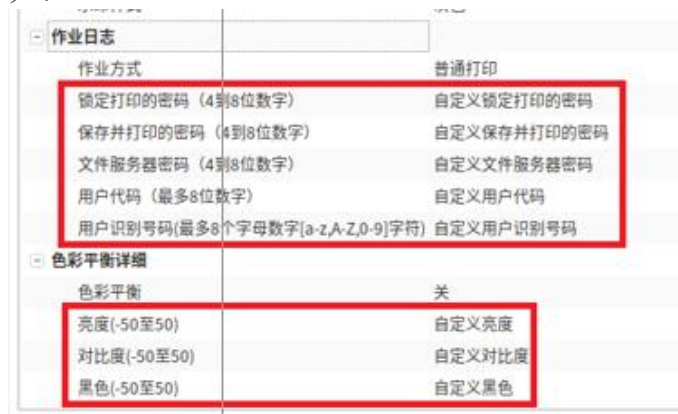 作业日志
作业方式 普通打印
锁定打印的密码（4到8位数字） 自定义锁定打印的密码
保存并打印的密码（4到8位数字） 自定义保存并打印的密码
文件服务器密码（4到8位数字） 自定义文件服务器密码
用户代码（最多8位数字） 自定义用户代码
用户识别号码(最多8个字母数字[a-z,A-Z,0-9]字符) 自定义用户识别号码
色彩平衡详细
色彩平衡 关
亮度(-50至50) 自定义亮度
对比度(-50至50) 自定义对比度
黑色(-50至50) 自定义黑色